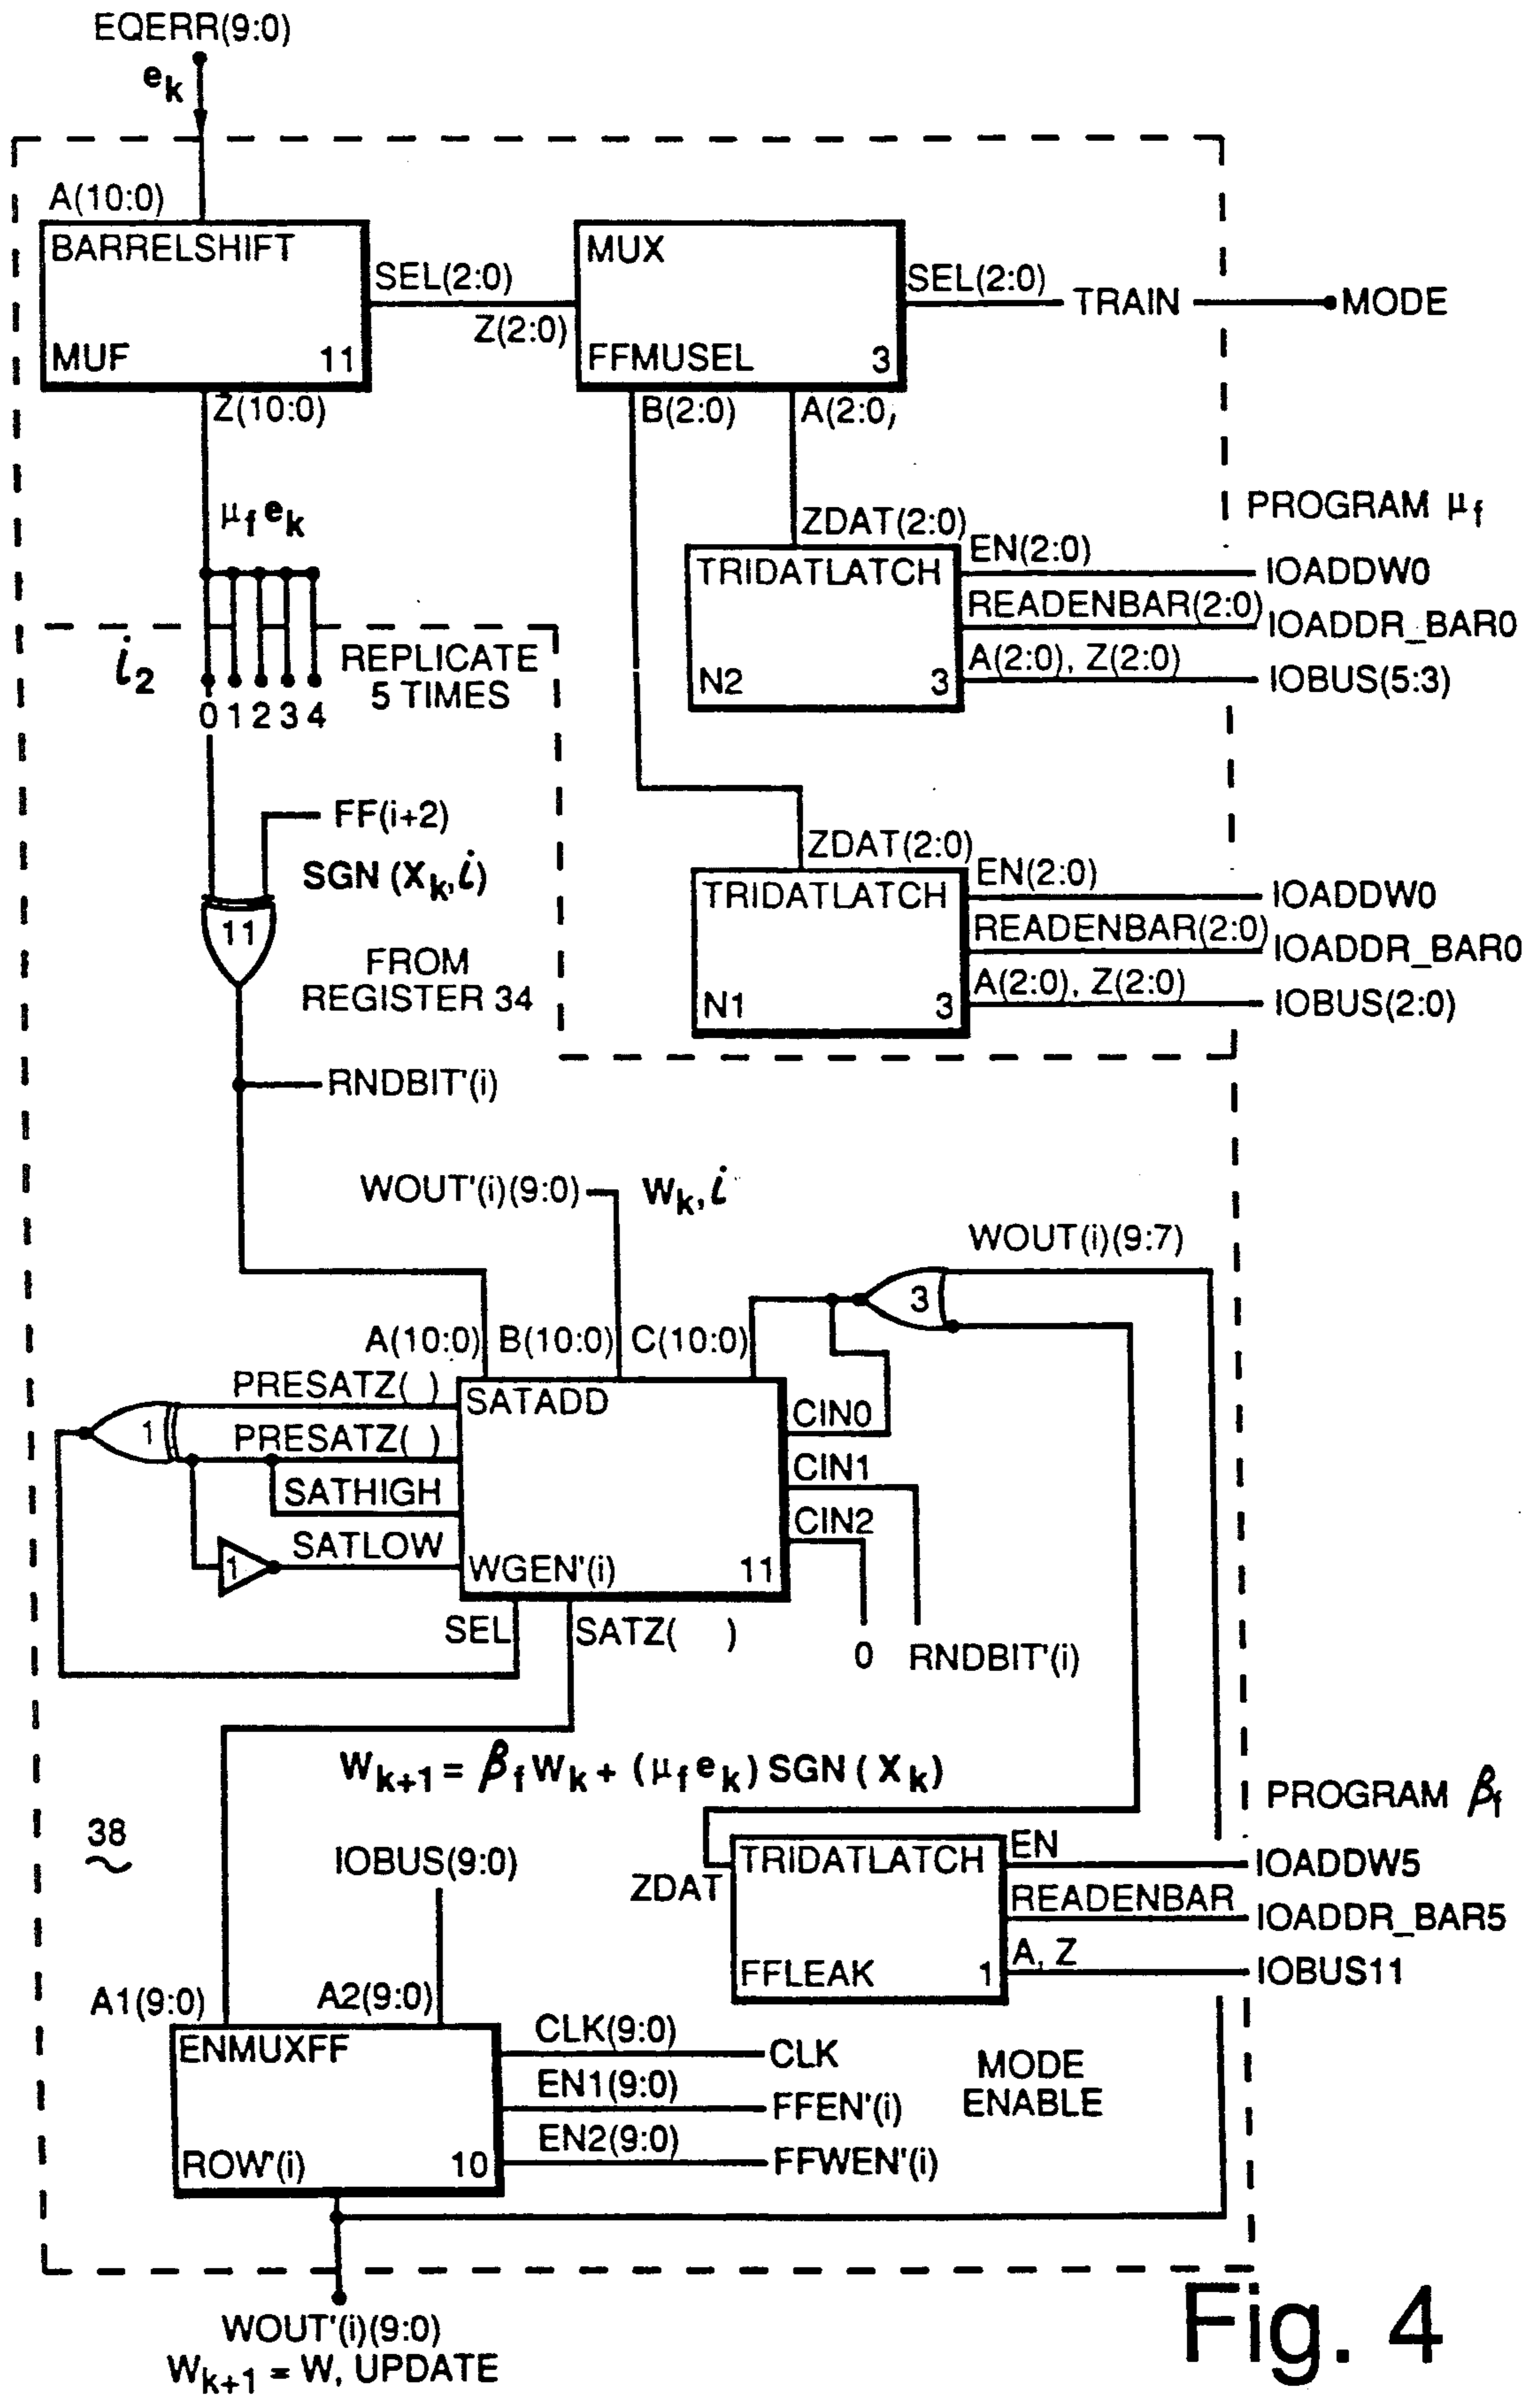 EQERR(9:0)
e_k
A(10:0)
BARRELSHIFT
MUF 11
SEL(2:0)
Z(2:0)
MUX
FFMUSEL 3
SEL(2:0)
TRAIN
MODE
Z(10:0)
B(2:0)
A(2:0,
μ_f e_k
i_2
REPLICATE
5 TIMES
0 1 2 3 4
ZDAT(2:0)
TRIDATLATCH
N2 3
EN(2:0)
READENBAR(2:0)
A(2:0), Z(2:0)
PROGRAM μ_f
IOADDW0
IOADDR_BAR0
IOBUS(5:3)
FF(i+2)
SGN (X_k, i)
11
FROM
REGISTER 34
ZDAT(2:0)
TRIDATLATCH
N1 3
EN(2:0)
READENBAR(2:0)
A(2:0), Z(2:0)
IOADDW0
IOADDR_BAR0
IOBUS(2:0)
RNDBIT'(i)
WOUT'(i)(9:0)
W_k, i
WOUT(i)(9:7)
3
A(10:0)
B(10:0)
C(10:0)
PRESATZ( )
1
PRESATZ( )
SATHIGH
1
SATLOW
SATADD
WGEN'(i) 11
CIN0
CIN1
CIN2
SEL
SATZ( )
0
RNDBIT'(i)
W_k+1 = β_f W_k + (μ_f e_k) SGN (X_k)
38
IOBUS(9:0)
PROGRAM β_f
ZDAT
TRIDATLATCH
FFLEAK 1
EN
READENBAR
A, Z
IOADDW5
IOADDR_BAR5
IOBUS11
A1(9:0)
A2(9:0)
ENMUXFF
ROW'(i) 10
CLK(9:0)
EN1(9:0)
EN2(9:0)
CLK
FFEN'(i)
FFWEN'(i)
MODE
ENABLE
WOUT'(i)(9:0)
W_k+1 = W, UPDATE
Fig. 4